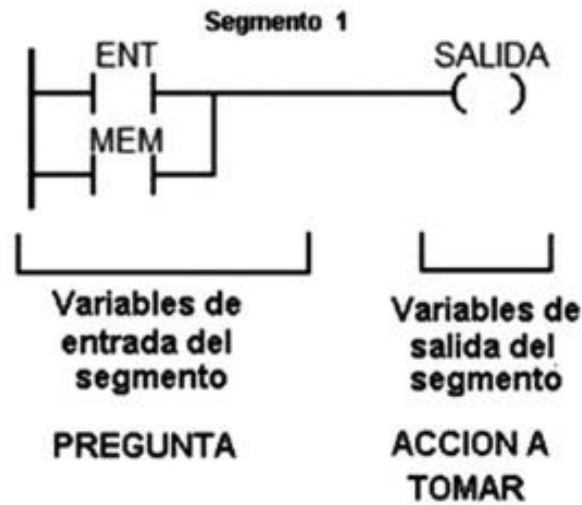 Segmento 1
ENT
SALIDA
MEM
Variables de
entrada del
segmento
Variables de
salida del
segmento
PREGUNTA
ACCION A
TOMAR